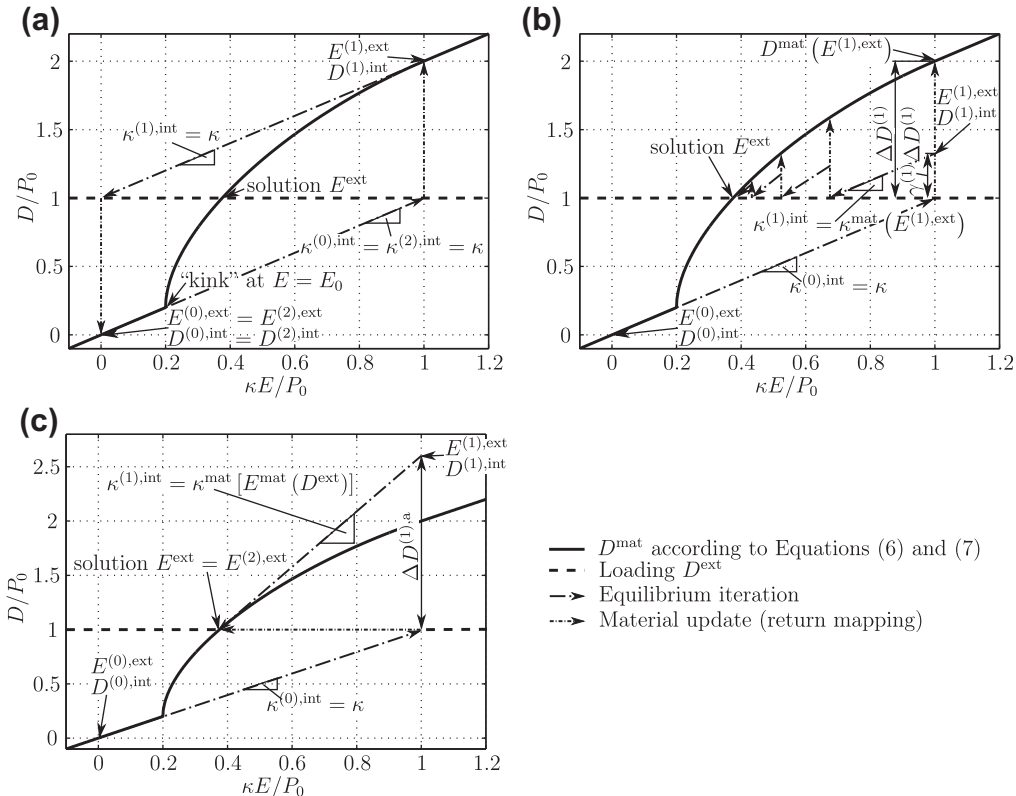 (a)
2
1.5
1
0.5
0
D/P₀
0
0.2
0.4
0.6
0.8
1
1.2
κE/P₀
E⁽¹⁾,ext
D⁽¹⁾,int
κ⁽¹⁾,int = κ
solution Eext
κ⁽⁰⁾,int = κ⁽²⁾,int = κ
“kink” at E = E₀
E⁽⁰⁾,ext = E⁽²⁾,ext
D⁽⁰⁾,int = D⁽²⁾,int
(b)
2
1.5
1
0.5
0
D/P₀
0
0.2
0.4
0.6
0.8
1
1.2
κE/P₀
Dmat (E⁽¹⁾,ext)
E⁽¹⁾,ext
D⁽¹⁾,int
solution Eext
ΔD⁽¹⁾
γ⁽¹⁾ΔD⁽¹⁾
κ⁽¹⁾,int = κmat (E⁽¹⁾,ext)
κ⁽⁰⁾,int = κ
E⁽⁰⁾,ext
D⁽⁰⁾,int
(c)
2.5
2
1.5
1
0.5
0
D/P₀
0
0.2
0.4
0.6
0.8
1
1.2
κE/P₀
E⁽¹⁾,ext
D⁽¹⁾,int
κ⁽¹⁾,int = κmat [Emat (Dext)]
ΔD⁽¹⁾,a
solution Eext = E⁽²⁾,ext
E⁽⁰⁾,ext
D⁽⁰⁾,int
κ⁽⁰⁾,int = κ
Dmat according to Equations (6) and (7)
Loading Dext
Equilibrium iteration
Material update (return mapping)